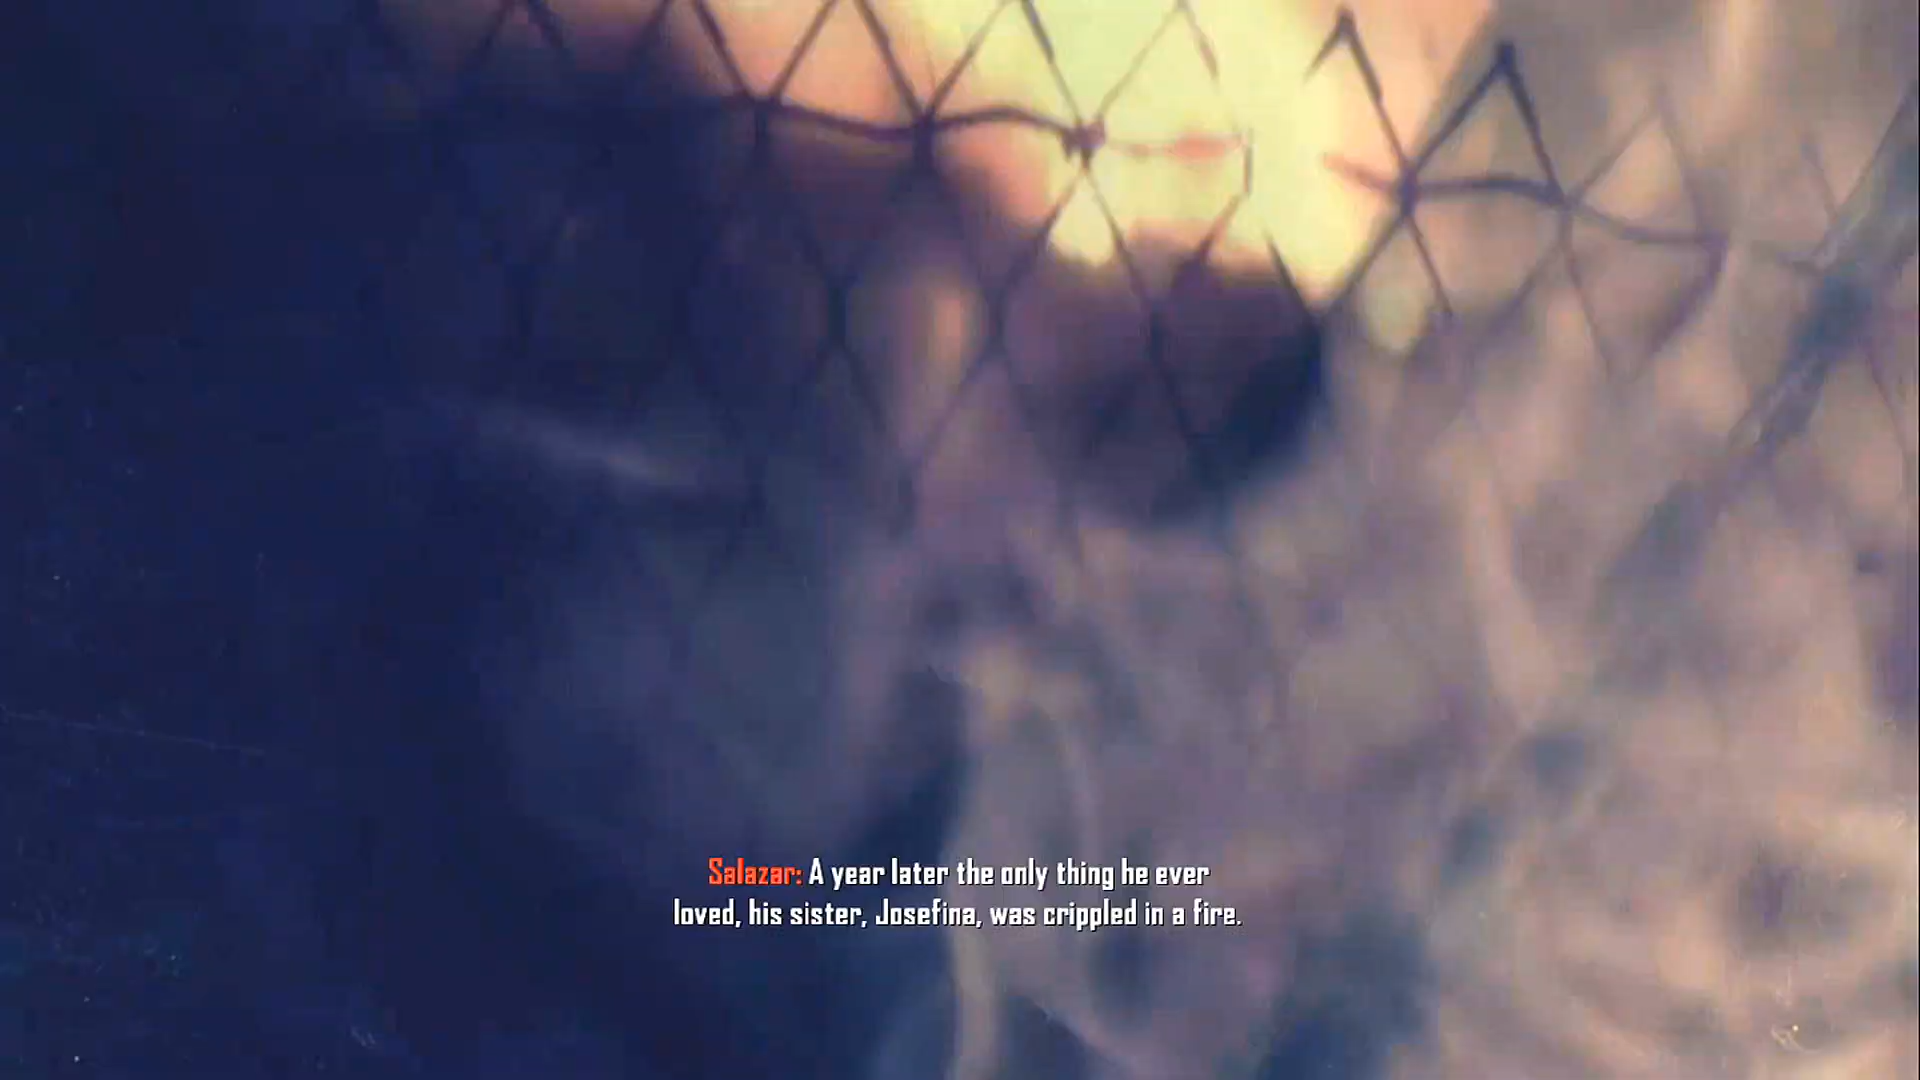 Salazar: A year later the only thing he ever
loved, his sister, Josefina, was crippled in a fire.